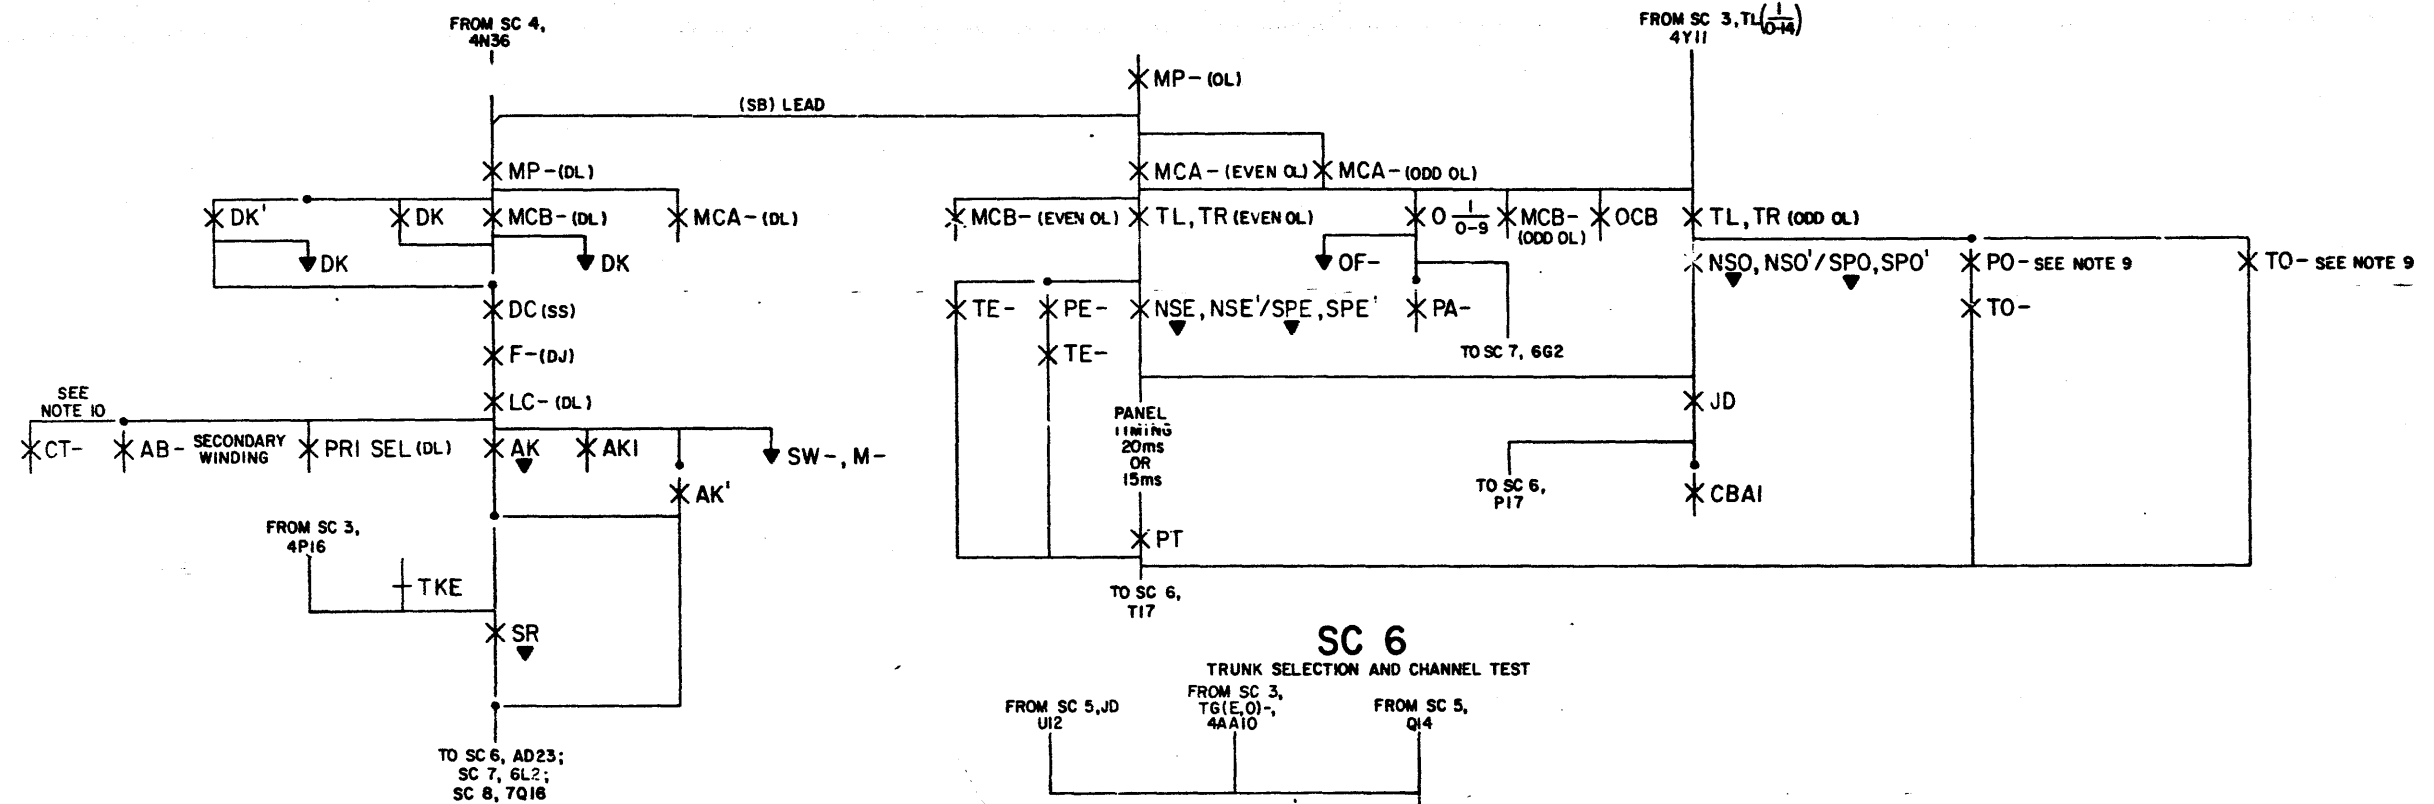 FROM SC 4,
4N36
FROM SC 3, TL(1/0-14)
4Y11
MP-(OL)
(SB) LEAD
MP-(DL)
MCA-(EVEN OL)
MCA-(ODD OL)
DK'
DK
MCB-(DL)
MCA-(DL)
MCB-(EVEN OL)
TL, TR (EVEN OL)
O 1/0-9
MCB-
(ODD OL)
OCB
TL, TR (ODD OL)
DK
DK
OF-
NSO, NSO'/SPO, SPO'
PO- SEE NOTE 9
TO- SEE NOTE 9
DC (SS)
TE-
PE-
NSE, NSE'/SPE, SPE'
PA-
TO-
F-(DJ)
TE-
TO SC 7, 6G2
SEE
NOTE 10
LC-(DL)
JD
PANEL
TIMING
20ms
OR
15ms
CT-
AB-
SECONDARY
WINDING
PRI SEL (DL)
AK
AK1
SW-, M-
AK'
TO SC 6,
P17
CBA1
FROM SC 3,
4P16
PT
TKE
TO SC 6,
T17
SR
SC 6
TRUNK SELECTION AND CHANNEL TEST
FROM SC 5, JD
U12
FROM SC 3,
TG(E,O)-,
4AA10
FROM SC 5,
Q14
TO SC 6, AD23;
SC 7, 6L2;
SC 8, 7Q16